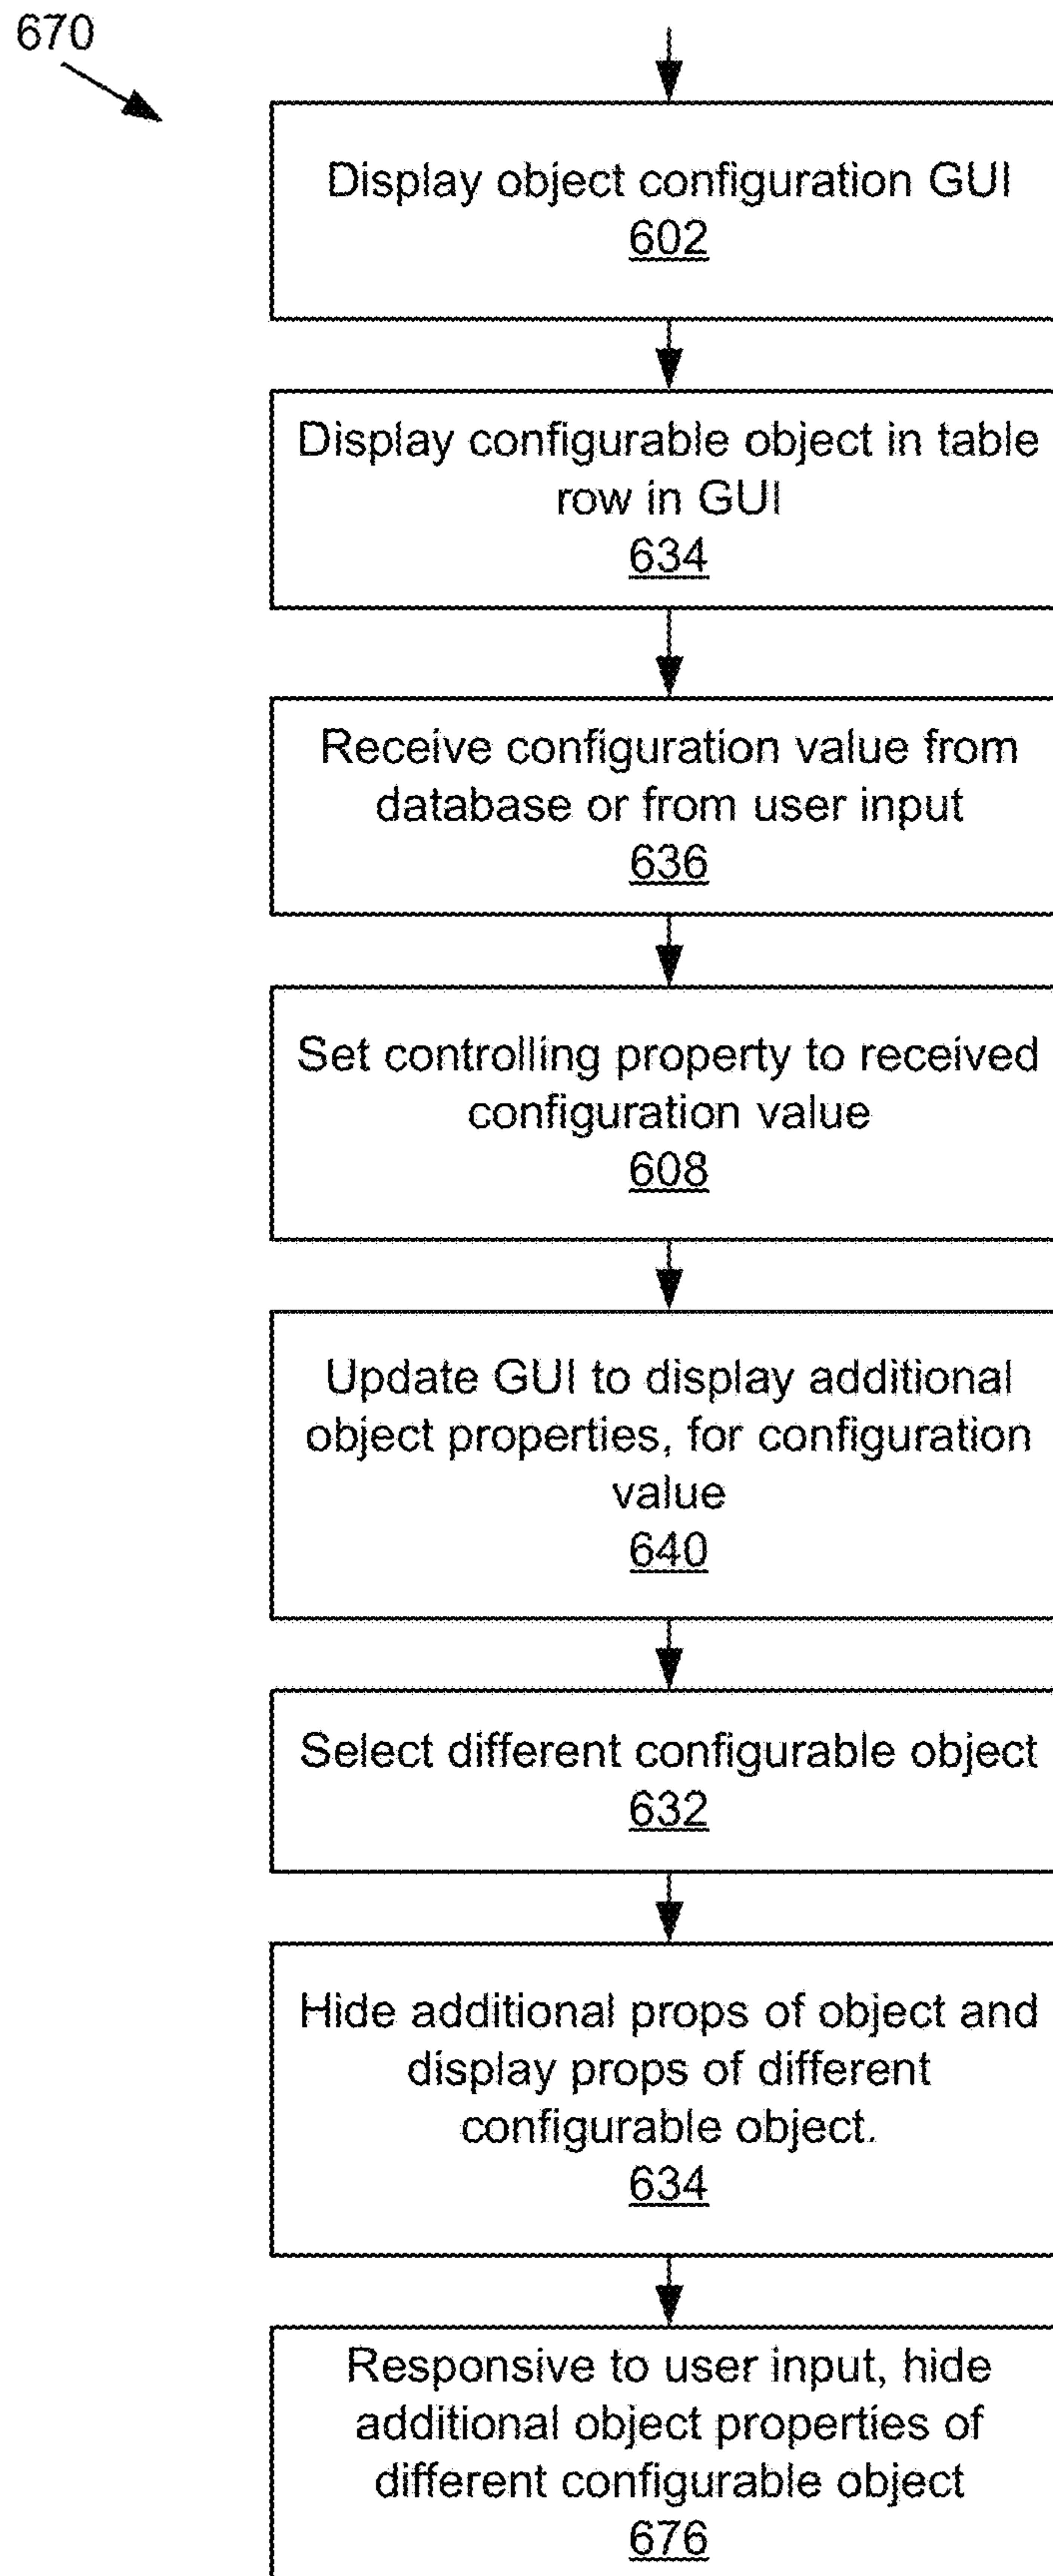 670
Display object configuration GUI
602
Display configurable object in table
row in GUI
634
Receive configuration value from
database or from user input
636
Set controlling property to received
configuration value
608
Update GUI to display additional
object properties, for configuration
value
640
Select different configurable object
632
Hide additional props of object and
display props of different
configurable object.
634
Responsive to user input, hide
additional object properties of
different configurable object
676